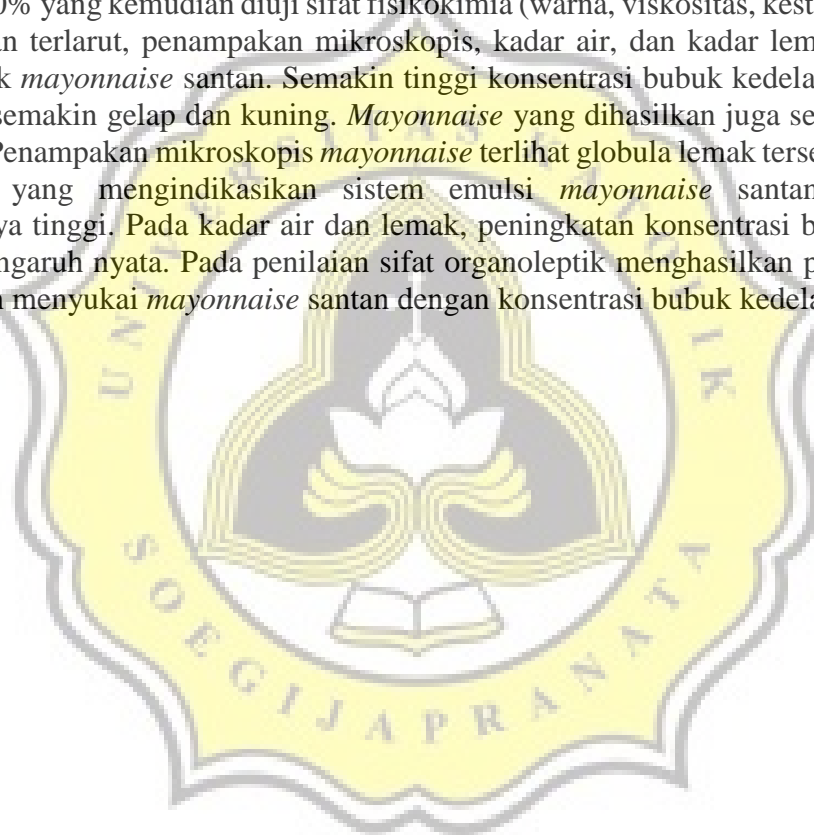 0% yang kemudian diuji sifat fisikokimia (warna, viskositas, kest
an terlarut, penampakan mikroskopis, kadar air, dan kadar lem
k mayonnaise santan. Semakin tinggi konsentrasi bubuk kedela
semakin gelap dan kuning. Mayonnaise yang dihasilkan juga se
Penampakan mikroskopis mayonnaise terlihat globula lemak terse
yang mengindikasikan sistem emulsi mayonnaise santan
ya tinggi. Pada kadar air dan lemak, peningkatan konsentrasi b
ngaruh nyata. Pada penilaian sifat organoleptik menghasilkan p
n menyukai mayonnaise santan dengan konsentrasi bubuk kedela
UNIVERSITAS KATOLIK
SOEGIJAPRANATA